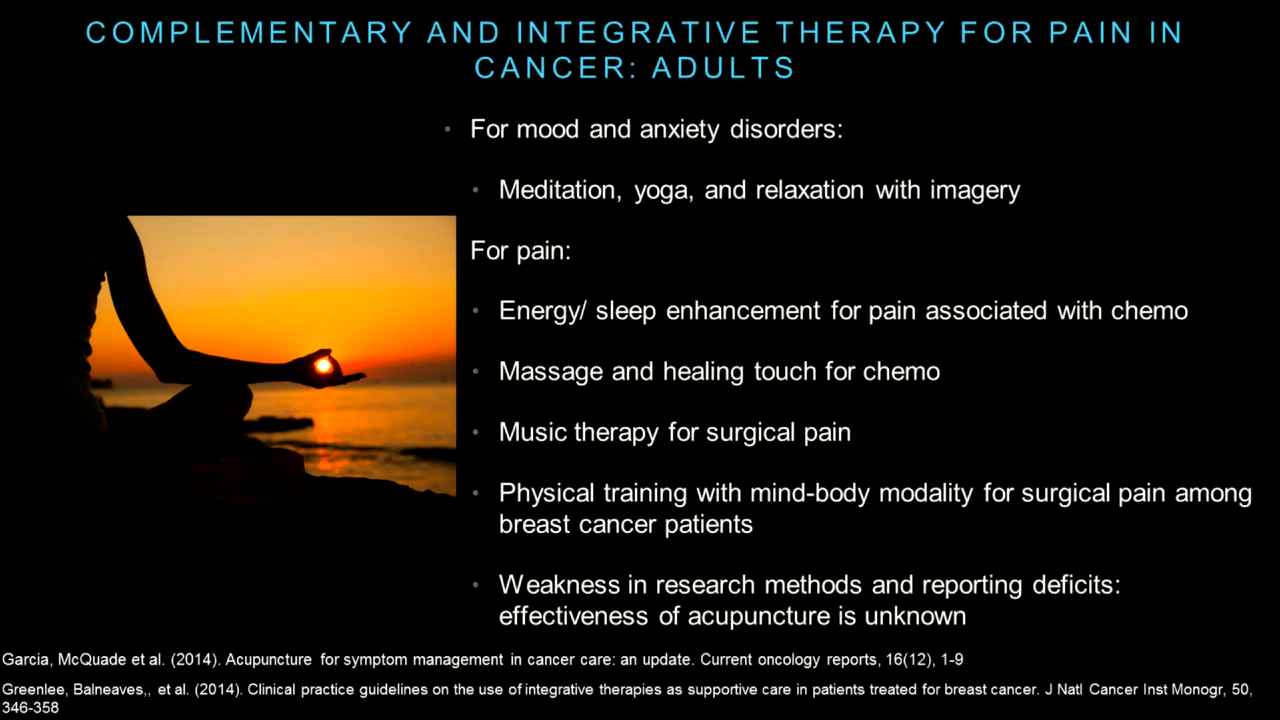 COMPLEMENTARY AND INTEGRATIVE THERAPY FOR PAIN IN
CANCER: ADULTS
• For mood and anxiety disorders:
• Meditation, yoga, and relaxation with imagery
For pain:
• Energy/ sleep enhancement for pain associated with chemo
• Massage and healing touch for chemo
• Music therapy for surgical pain
• Physical training with mind-body modality for surgical pain among
breast cancer patients
• Weakness in research methods and reporting deficits:
effectiveness of acupuncture is unknown
Garcia, McQuade et al. (2014). Acupuncture for symptom management in cancer care: an update. Current oncology reports, 16(12), 1-9
Greenlee, Balneaves,, et al. (2014). Clinical practice guidelines on the use of integrative therapies as supportive care in patients treated for breast cancer. J Natl Cancer Inst Monogr, 50,
346-358